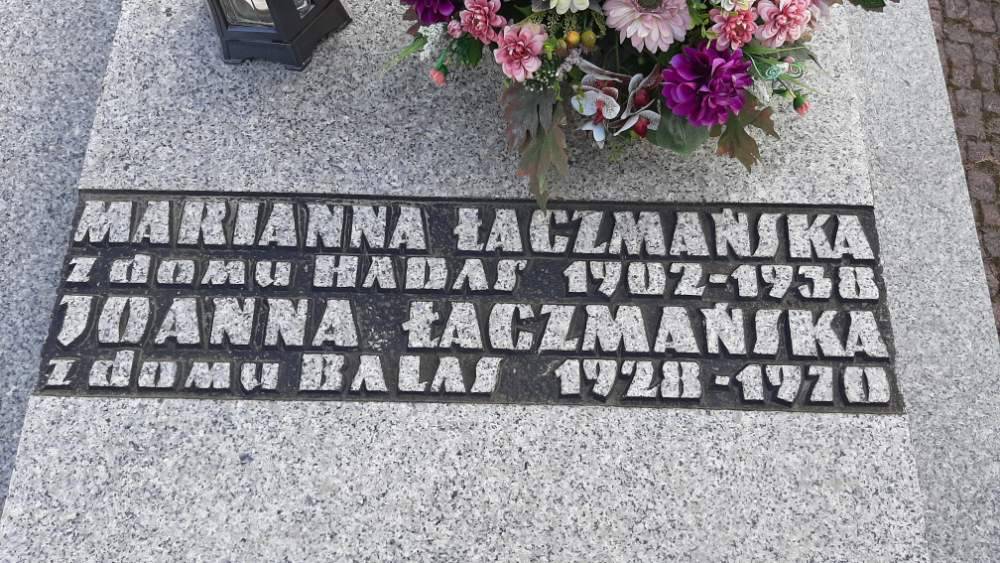 MARIANNA ŁACZMAŃSKA
z domu HADAS 1902-1938
JOANNA ŁACZMAŃSKA
z domu BALAS 1928-1970